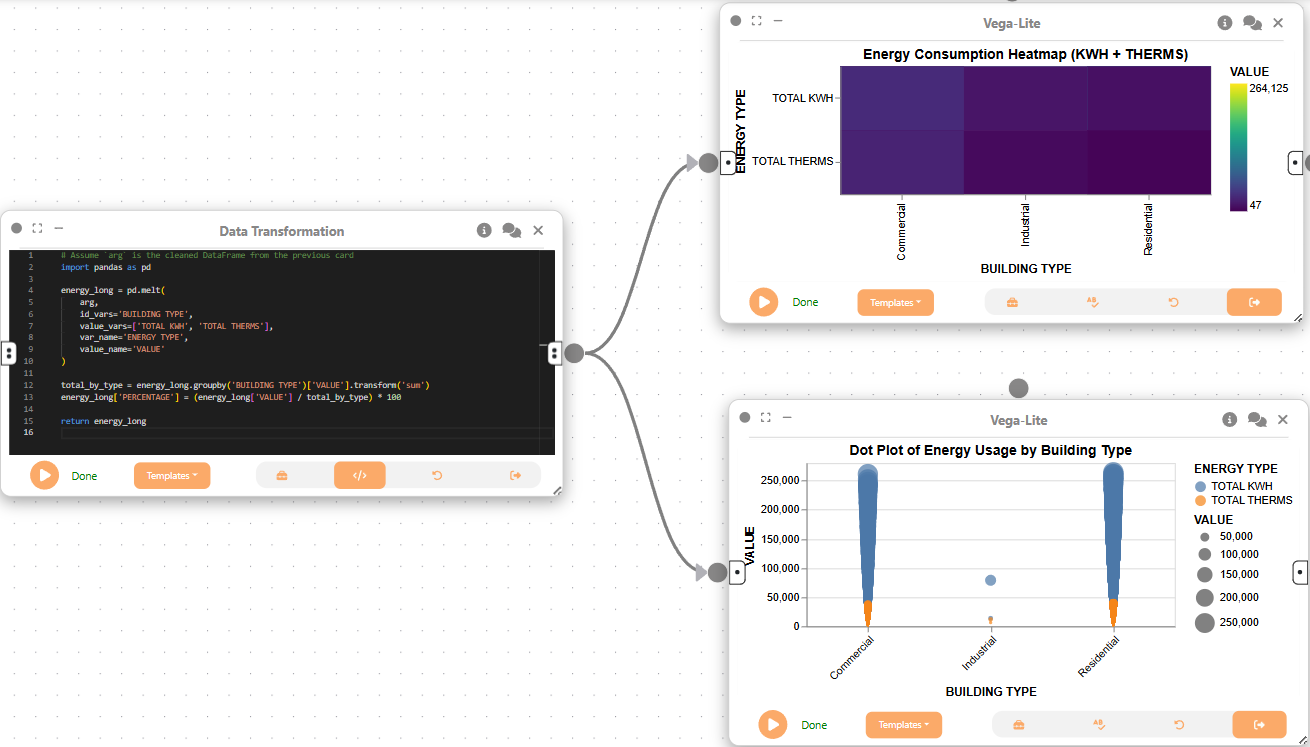 Data Transformation
1 # Assume `arg` is the cleaned DataFrame from the previous card
2 import pandas as pd
3
4 energy_long = pd.melt(
5 arg,
6 id_vars='BUILDING TYPE',
7 value_vars=['TOTAL KWH', 'TOTAL THERMS'],
8 var_name='ENERGY TYPE',
9 value_name='VALUE'
10 )
11
12 total_by_type = energy_long.groupby('BUILDING TYPE')['VALUE'].transform('sum')
13 energy_long['PERCENTAGE'] = (energy_long['VALUE'] / total_by_type) * 100
14
15 return energy_long
16
Done
Templates
</>
Vega-Lite
Energy Consumption Heatmap (KWH + THERMS)
ENERGY TYPE
TOTAL KWH
TOTAL THERMS
Commercial
Industrial
Residential
BUILDING TYPE
VALUE
264,125
47
Done
Templates
AB
Vega-Lite
Dot Plot of Energy Usage by Building Type
VALUE
250,000
200,000
150,000
100,000
50,000
0
Commercial
Industrial
Residential
BUILDING TYPE
ENERGY TYPE
TOTAL KWH
TOTAL THERMS
VALUE
50,000
100,000
150,000
200,000
250,000
Done
Templates
AB